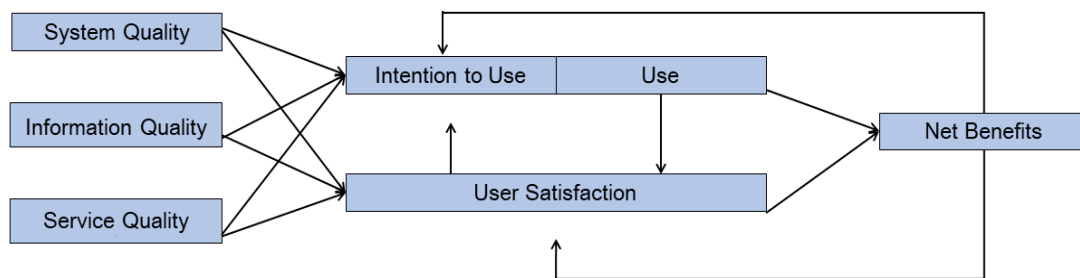 System Quality
Intention to Use
Use
Information Quality
Net Benefits
User Satisfaction
Service Quality